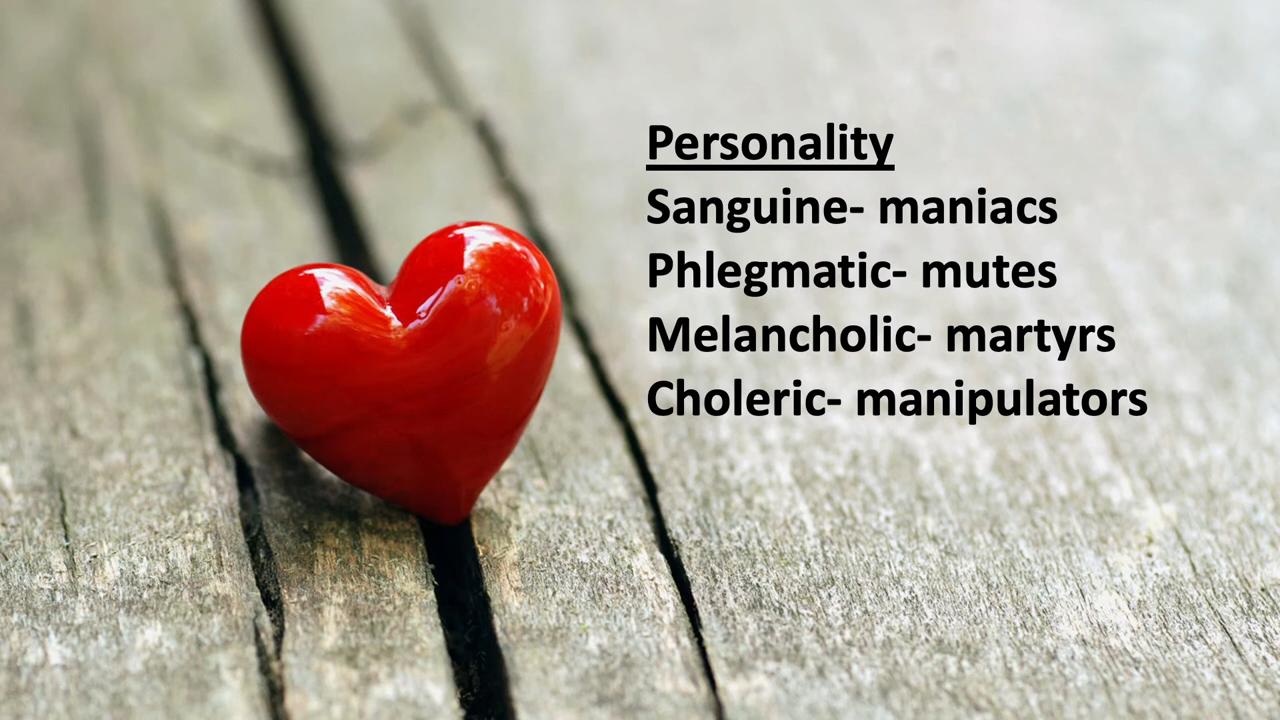 Personality
Sanguine- maniacs
Phlegmatic- mutes
Melancholic- martyrs
Choleric- manipulators